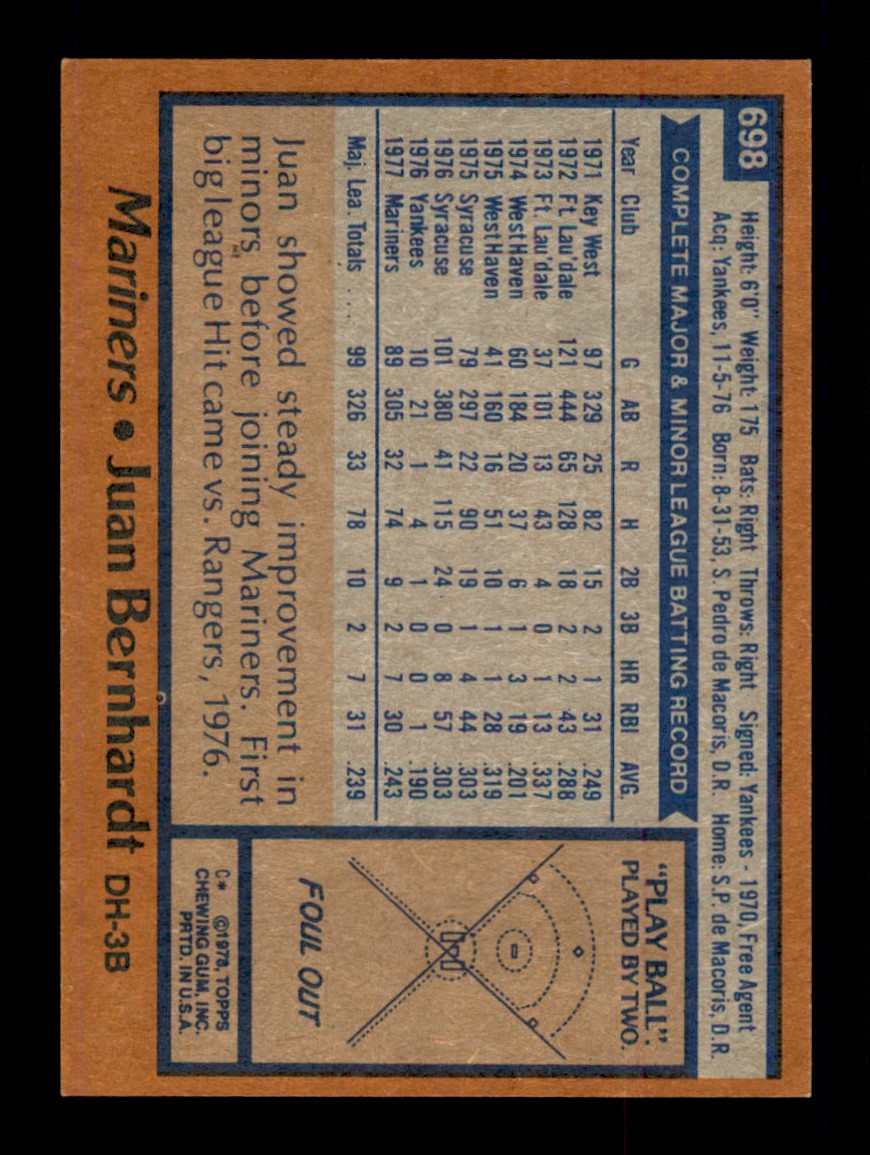 698
Height: 6'0" Weight: 175 Bats: Right Throws: Right Signed: Yankees - 1970, Free Agent
Acq: Yankees, 11-5-76 Born: 8-31-53, S. Pedro de Macoris, D.R. Home: S.P. de Macoris, D.R.
COMPLETE MAJOR & MINOR LEAGUE BATTING RECORD
Year Club G AB R H 2B 3B HR RBI AVG.
1971 Key West 97 329 25 82 15 2 1 31 .249
1972 Ft. Lau'dale 121 444 65 128 18 2 2 43 .288
1973 Ft. Lau'dale 37 101 13 43 4 0 1 13 .337
1974 West Haven 60 184 20 37 6 1 3 19 .201
1975 West Haven 41 160 16 51 10 1 1 28 .319
1975 Syracuse 79 297 22 90 19 1 4 44 .303
1976 Syracuse 101 380 41 115 24 0 8 57 .303
1976 Yankees 10 21 1 4 1 0 0 1 .190
1977 Mariners 89 305 32 74 9 2 7 30 .243
Maj. Lea. Totals .... 99 326 33 78 10 2 7 31 .239
Juan showed steady improvement in
minors before joining Mariners. First
big league Hit came vs. Rangers, 1976.
"PLAY BALL".
PLAYED BY TWO.
FOUL OUT
C* ©1978, TOPPS
CHEWING GUM, INC.
PRTD. IN U.S.A.
Mariners • Juan Bernhardt DH-3B